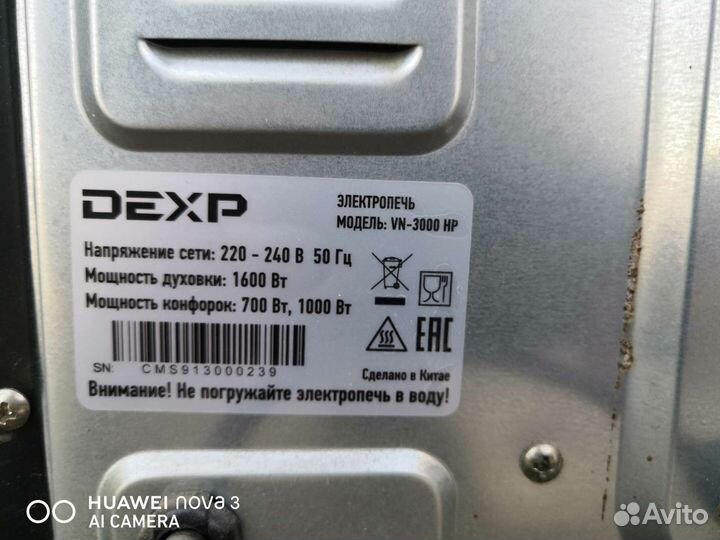 DEXP
ЭЛЕКТРОПЕЧЬ
МОДЕЛЬ: VN-3000 HP
Напряжение сети: 220 - 240 В 50 Гц
Мощность духовки: 1600 Вт
Мощность конфорок: 700 Вт, 1000 Вт
EAC
SN: CMS913000239
Сделано в Китае
Внимание! Не погружайте электропечь в воду!
HUAWEI nova 3
AI CAMERA
Avito